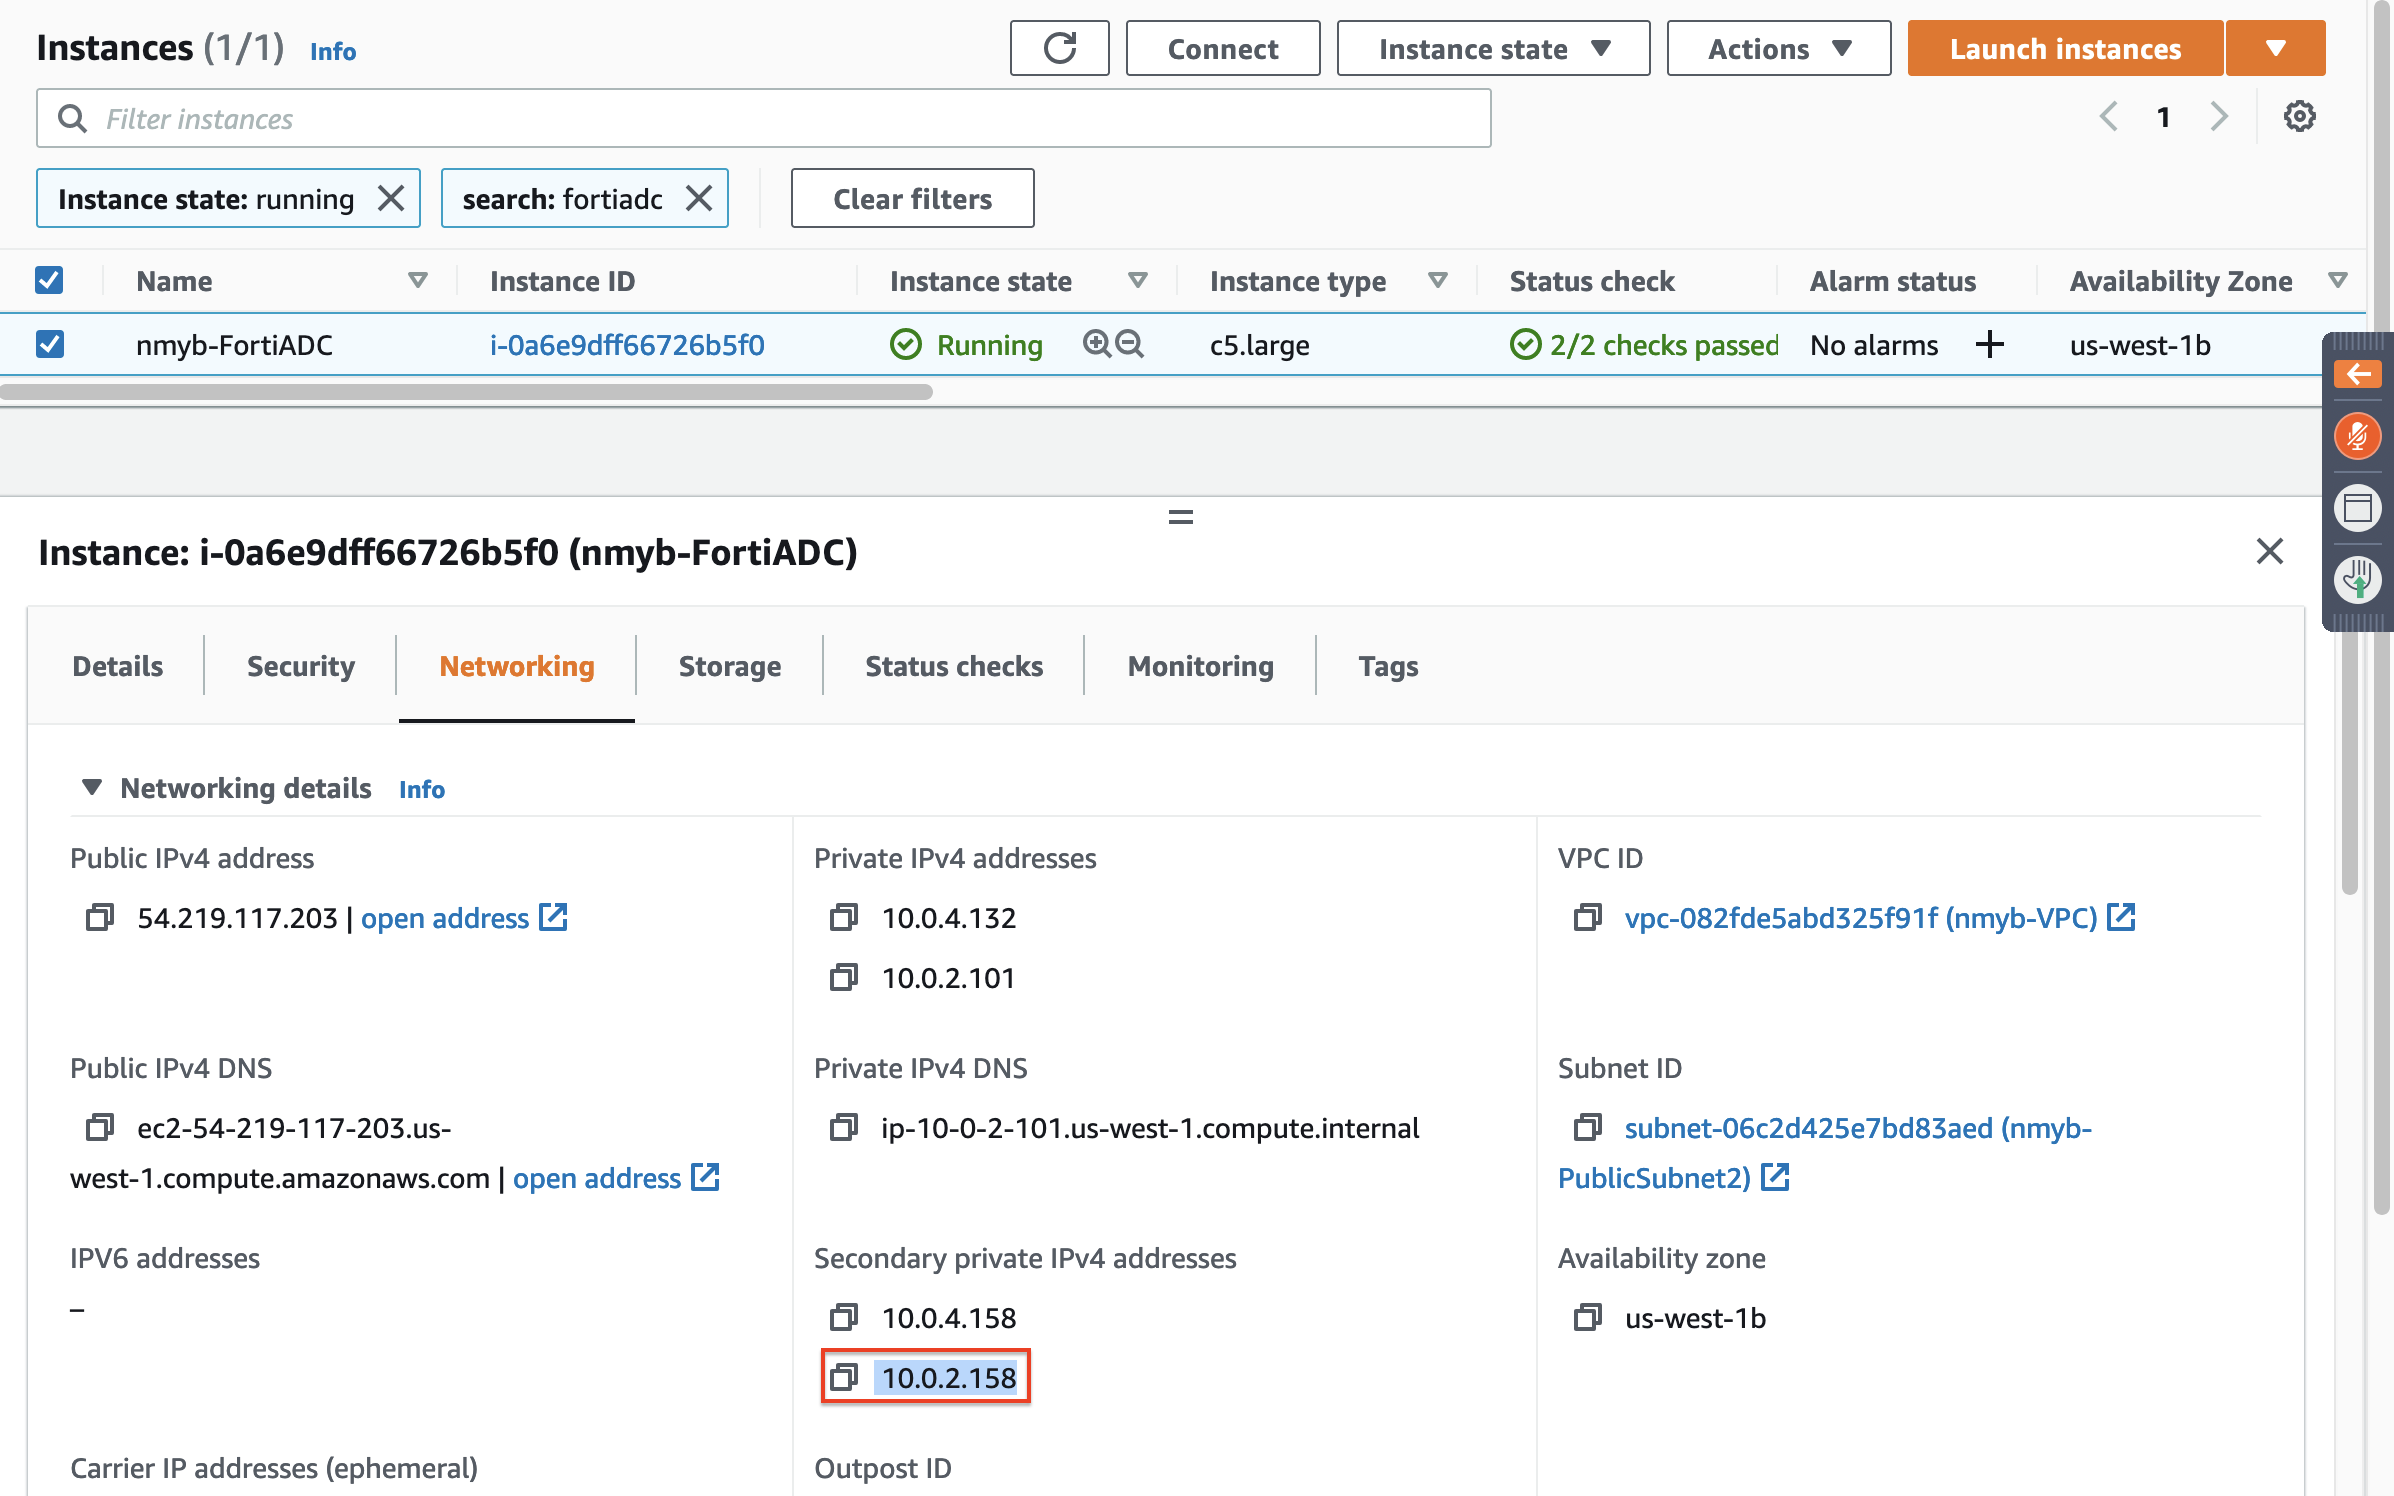 Instances (1/1) Info
Connect
Instance state
Actions
Launch instances
Filter instances
1
Instance state: running
search: fortiadc
Clear filters
Name Instance ID Instance state Instance type Status check Alarm status Availability Zone
nmyb-FortiADC i-0a6e9dff66726b5f0 Running c5.large 2/2 checks passed No alarms + us-west-1b
Instance: i-0a6e9dff66726b5f0 (nmyb-FortiADC)
Details Security Networking Storage Status checks Monitoring Tags
Networking details Info
Public IPv4 address
54.219.117.203 | open address
Private IPv4 addresses
10.0.4.132
10.0.2.101
VPC ID
vpc-082fde5abd325f91f (nmyb-VPC)
Public IPv4 DNS
ec2-54-219-117-203.us-
west-1.compute.amazonaws.com | open address
Private IPv4 DNS
ip-10-0-2-101.us-west-1.compute.internal
Subnet ID
subnet-06c2d425e7bd83aed (nmyb-
PublicSubnet2)
IPV6 addresses
–
Secondary private IPv4 addresses
10.0.4.158
10.0.2.158
Availability zone
us-west-1b
Carrier IP addresses (ephemeral)
Outpost ID